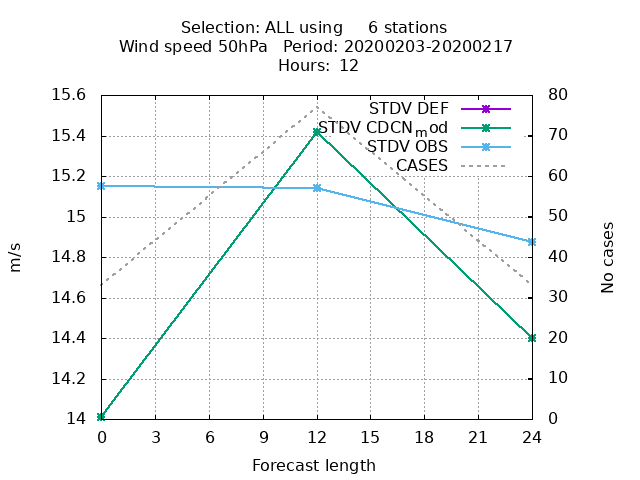 Selection: ALL using     6 stations
Wind speed 50hPa   Period: 20200203-20200217
Hours:  12
STDV DEF
STDV CDCN_mod
STDV OBS
CASES
15.6
15.4
15.2
15
14.8
14.6
14.4
14.2
14
80
70
60
50
40
30
20
10
0
m/s
No cases
0 3 6 9 12 15 18 21 24
Forecast length